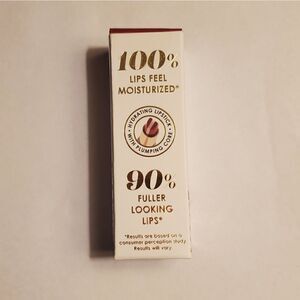 100%
LIPS FEEL
MOISTURIZED*
• HYDRATING LIPSTICK •
WITH PLUMPING CORE
90%
FULLER
LOOKING
LIPS*
*Results are based on a
consumer perception study
Results will vary